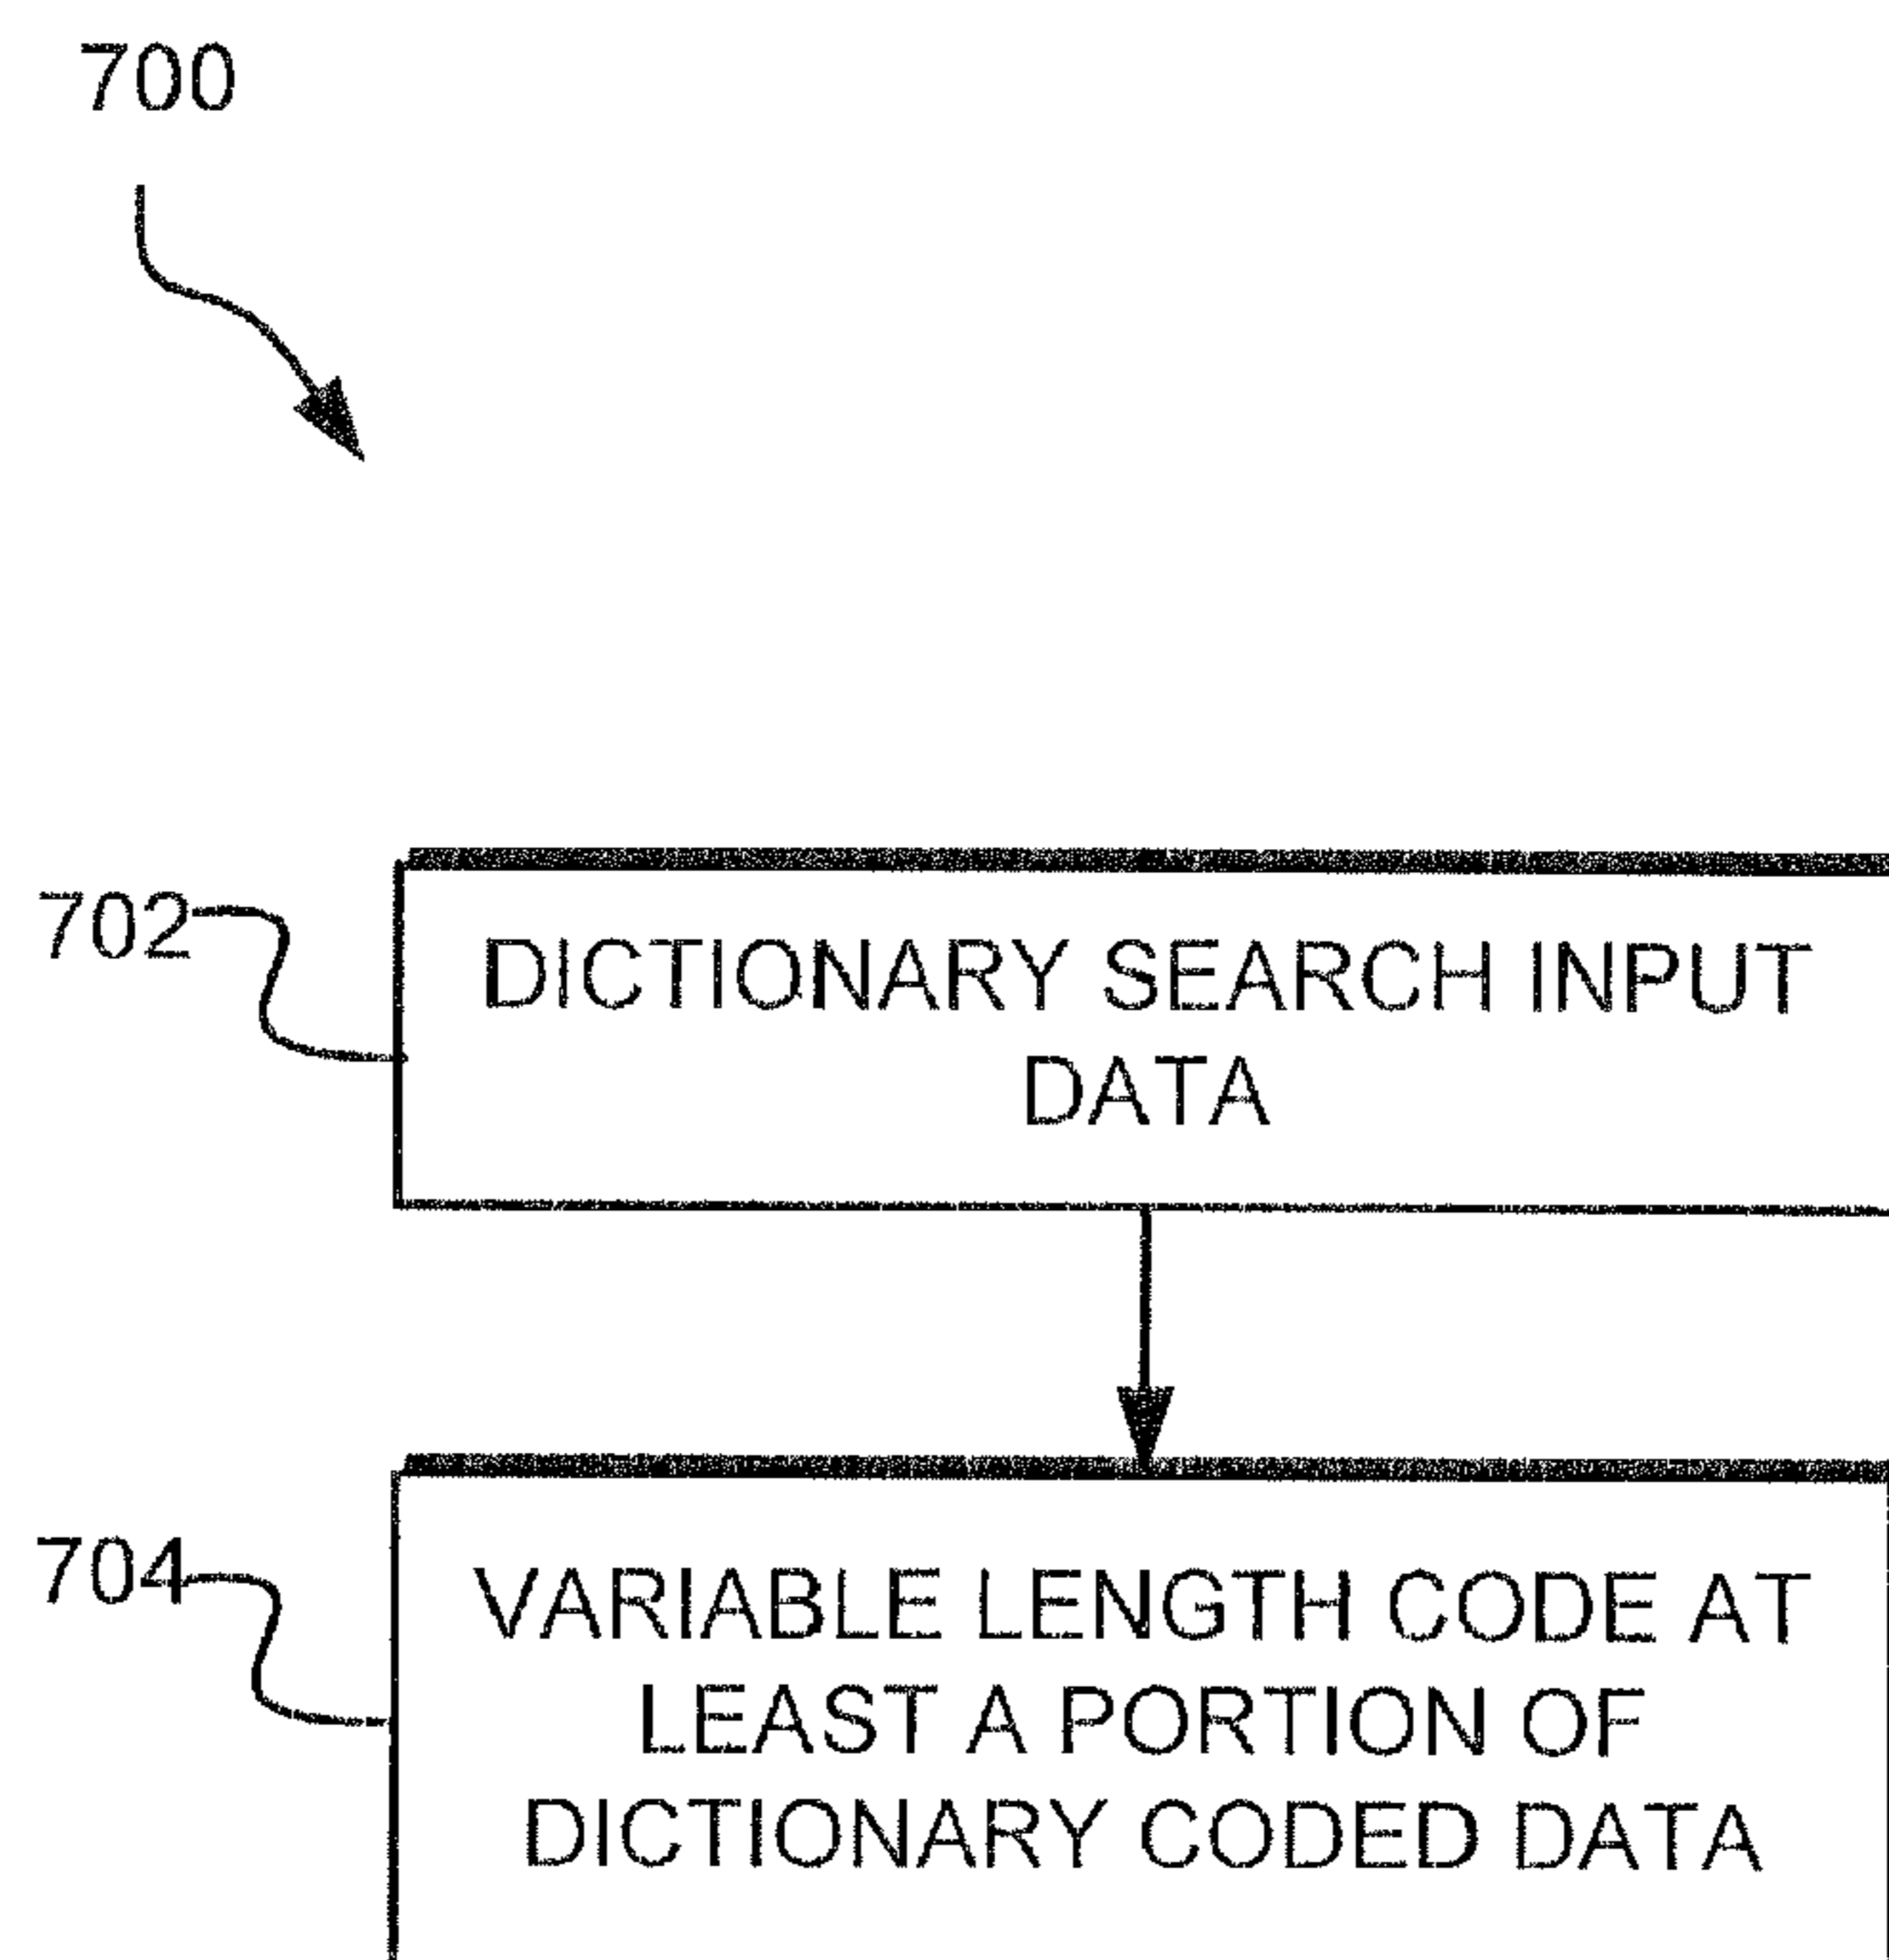 700
702
DICTIONARY SEARCH INPUT
DATA
704
VARIABLE LENGTH CODE AT
LEAST A PORTION OF
DICTIONARY CODED DATA